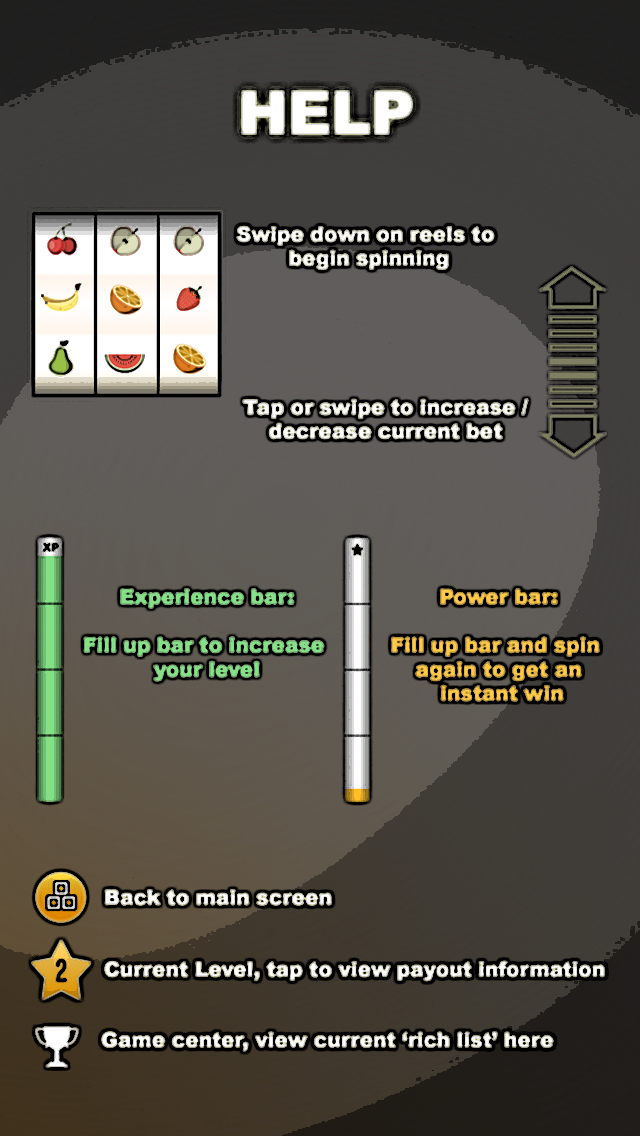 HELP
Swipe down on reels to
begin spinning
Tap or swipe to increase /
decrease current bet
XP
Experience bar:
Fill up bar to increase
your level
Power bar:
Fill up bar and spin
again to get an
instant win
Back to main screen
2
Current Level, tap to view payout information
Game center, view current ‘rich list’ here